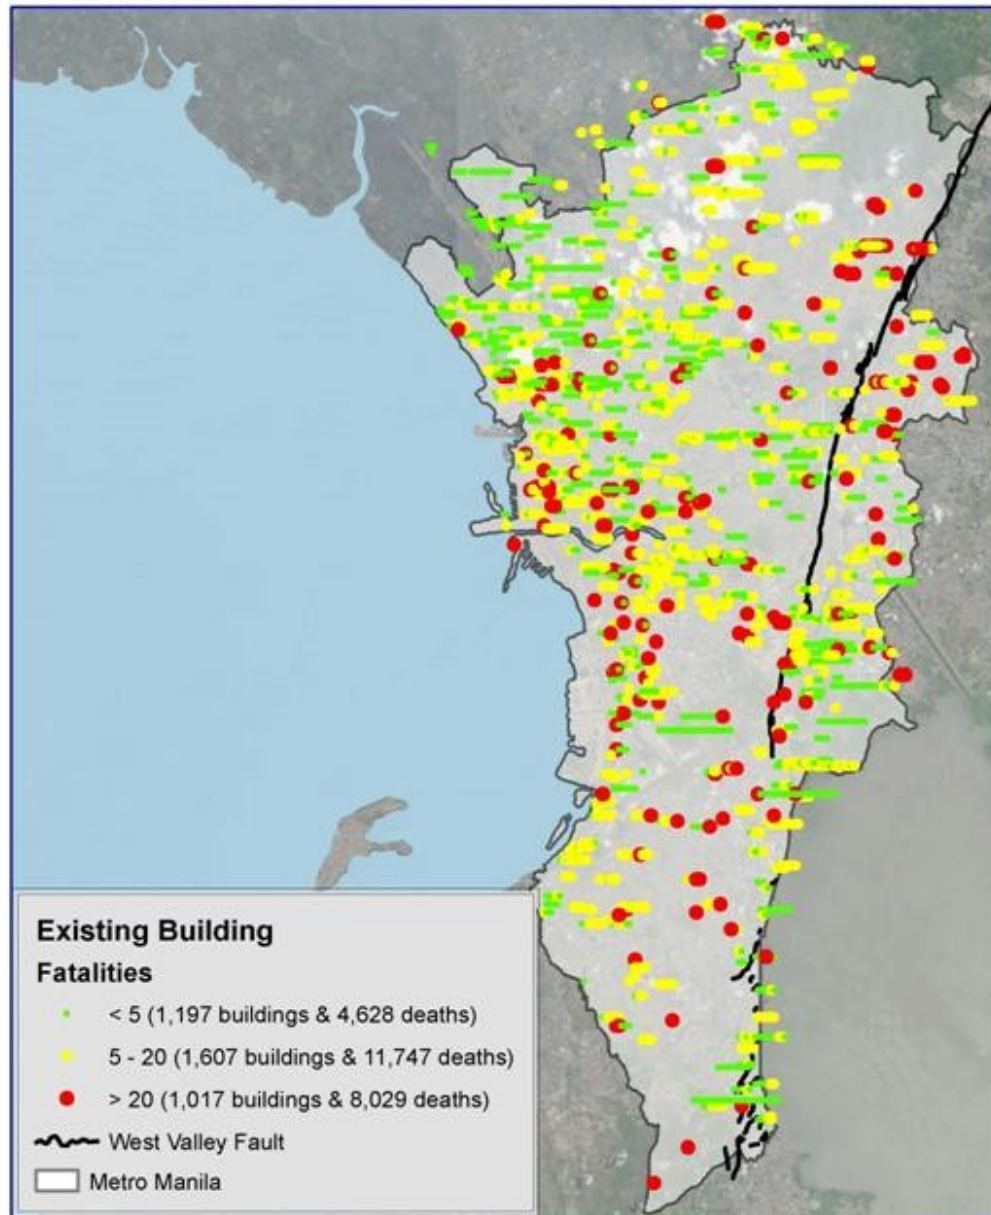 Existing Building
Fatalities
< 5 (1,197 buildings & 4,628 deaths)
5 - 20 (1,607 buildings & 11,747 deaths)
> 20 (1,017 buildings & 8,029 deaths)
West Valley Fault
Metro Manila